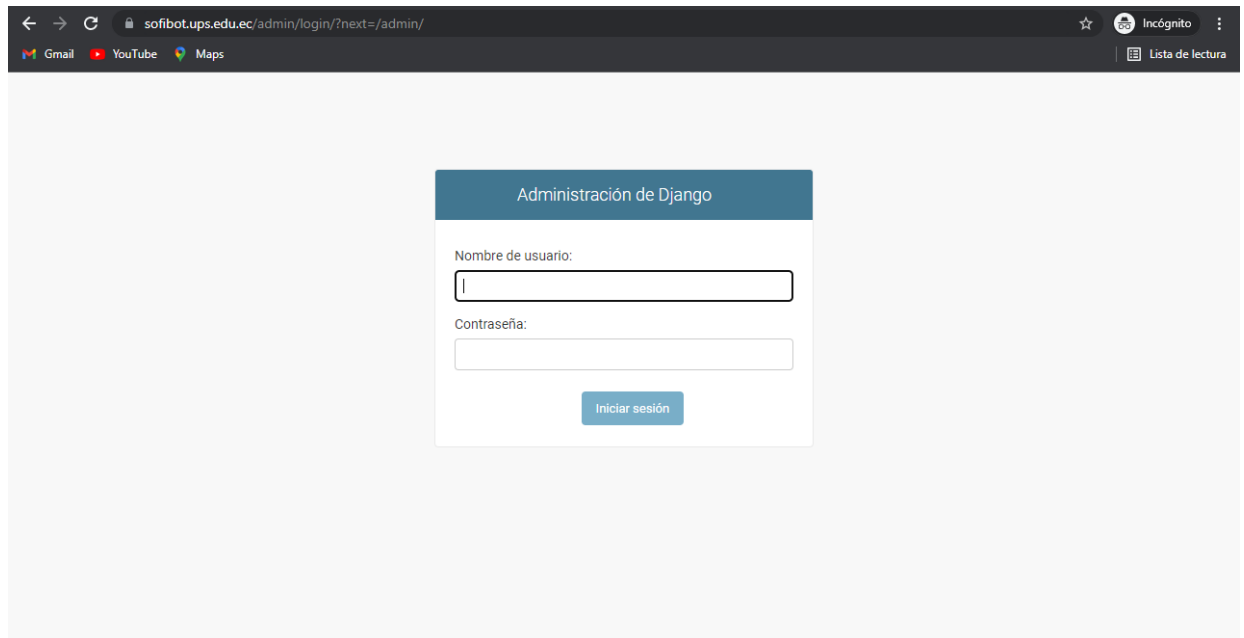 sofibot.ups.edu.ec/admin/login/?next=/admin/
Incógnito
Gmail YouTube Maps
Lista de lectura
Administración de Django
Nombre de usuario:
Contraseña:
Iniciar sesión